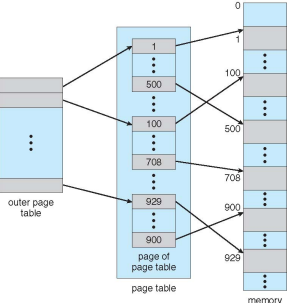 outer page
table
1
500
100
708
929
900
page of
page table
page table
0
1
100
500
708
900
929
memory